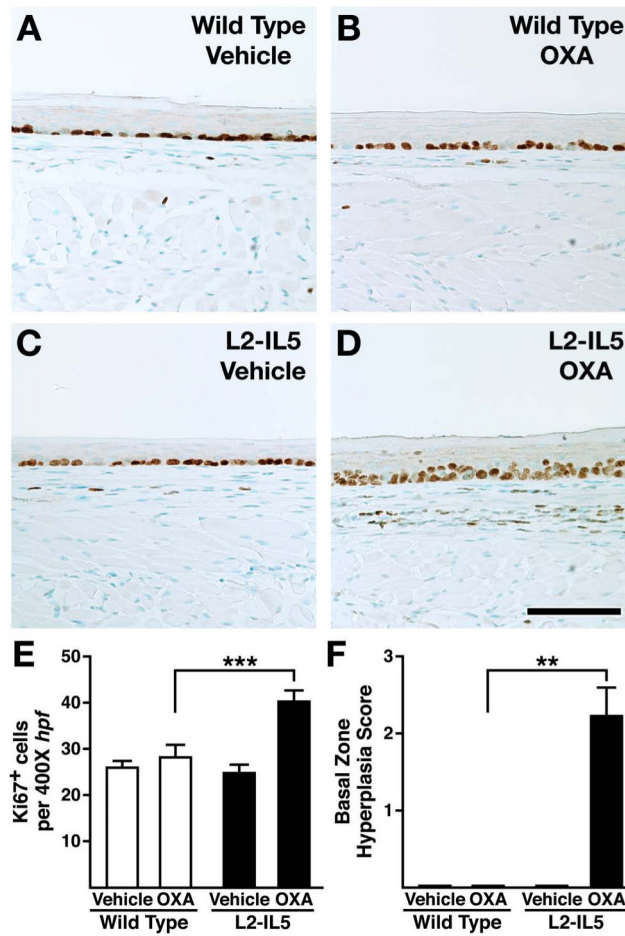 A
Wild Type
Vehicle
B
Wild Type
OXA
C
L2-IL5
Vehicle
D
L2-IL5
OXA
E
50
40
30
20
10
Ki67+ cells
per 400X hpf
***
Vehicle OXA
Vehicle OXA
Wild Type
L2-IL5
F
3
2
1
Basal Zone
Hyperplasia Score
**
Vehicle OXA
Vehicle OXA
Wild Type
L2-IL5